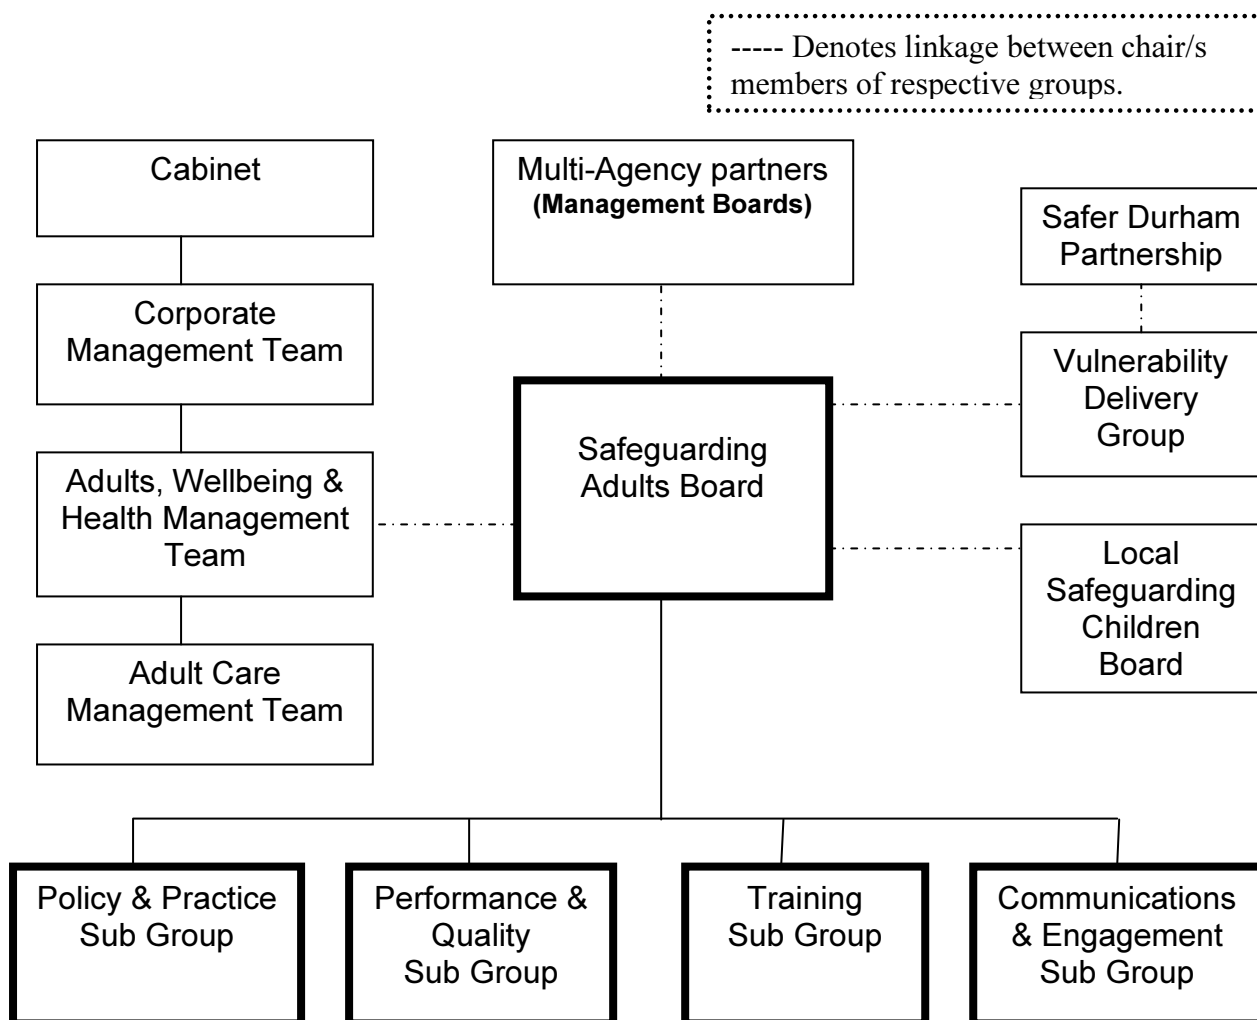 ----- Denotes linkage between chair/s
members of respective groups.
Cabinet
Multi-Agency partners
(Management Boards)
Safer Durham
Partnership
Corporate
Management Team
Vulnerability
Delivery
Group
Safeguarding
Adults Board
Adults, Wellbeing &
Health Management
Team
Local
Safeguarding
Children
Board
Adult Care
Management Team
Policy & Practice
Sub Group
Performance &
Quality
Sub Group
Training
Sub Group
Communications
& Engagement
Sub Group